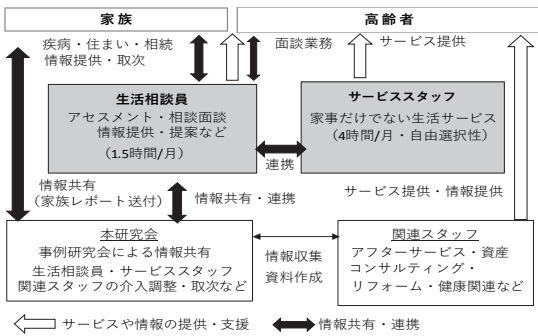 家族
高齢者
疾病・住まい・相続
情報提供・取次
面談業務
サービス提供
生活相談員
アセスメント・相談面談
情報提供・提案など
（1.5時間/月）
サービススタッフ
家事だけでない生活サービス
（4時間/月・自由選択性）
連携
情報共有
（家族レポート送付）
情報共有・連携
サービス提供・情報提供
本研究会
事例研究会による情報共有
生活相談員・サービススタッフ
関連スタッフの介入調整・取次など
情報収集
資料作成
関連スタッフ
アフターサービス・資産
コンサルティング・
リフォーム・健康関連など
サービスや情報の提供・支援
情報共有・連携